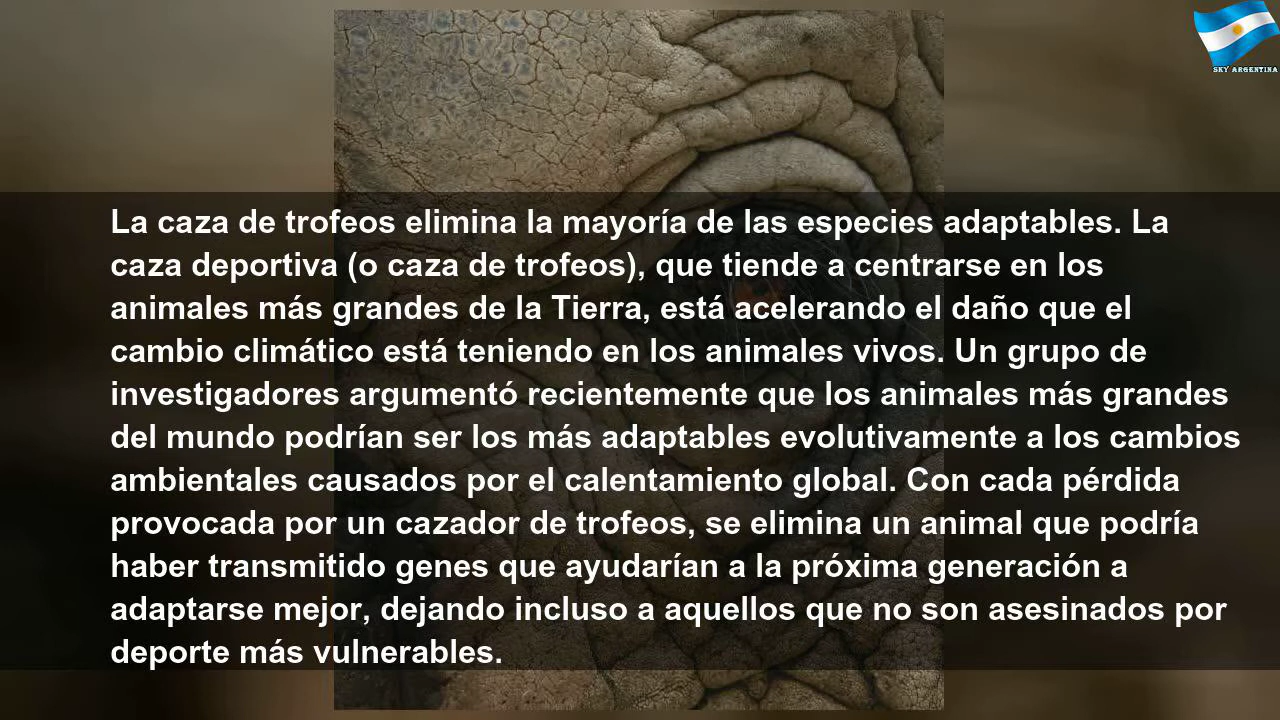 SKY ARGENTINA
La caza de trofeos elimina la mayoría de las especies adaptables. La
caza deportiva (o caza de trofeos), que tiende a centrarse en los
animales más grandes de la Tierra, está acelerando el daño que el
cambio climático está teniendo en los animales vivos. Un grupo de
investigadores argumentó recientemente que los animales más grandes
del mundo podrían ser los más adaptables evolutivamente a los cambios
ambientales causados por el calentamiento global. Con cada pérdida
provocada por un cazador de trofeos, se elimina un animal que podría
haber transmitido genes que ayudarían a la próxima generación a
adaptarse mejor, dejando incluso a aquellos que no son asesinados por
deporte más vulnerables.